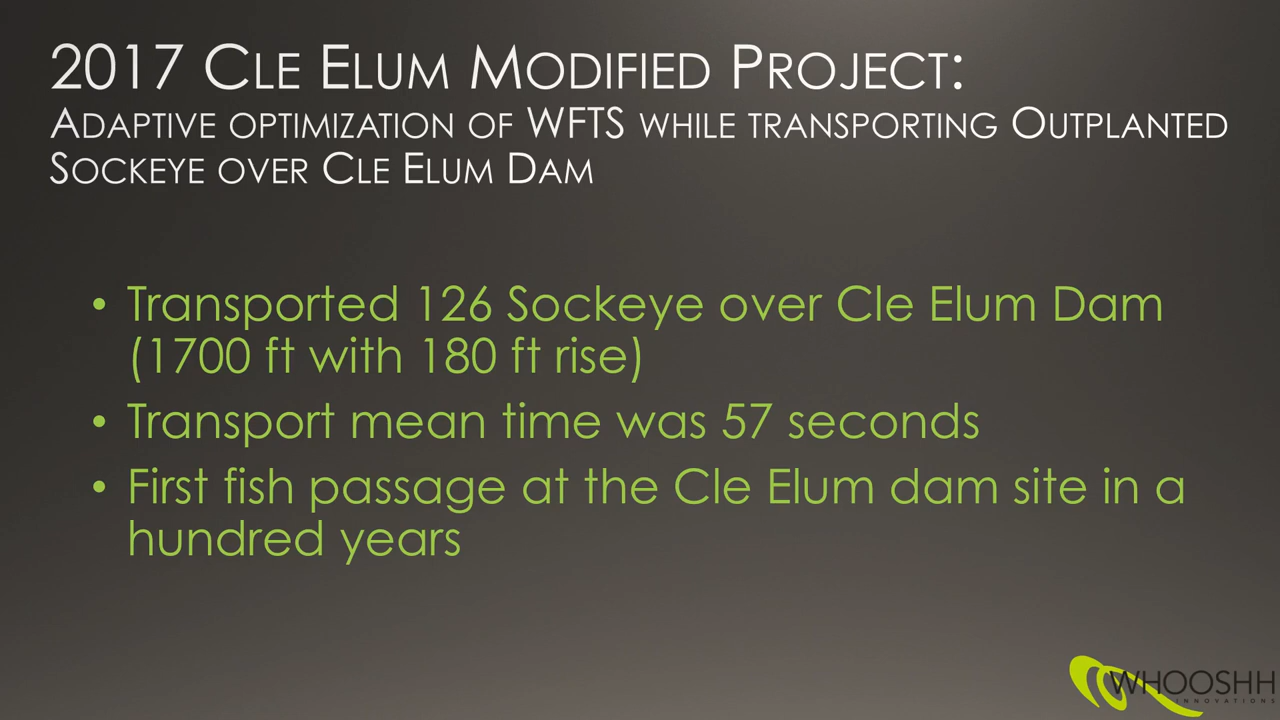 2017 CLE ELUM MODIFIED PROJECT:
ADAPTIVE OPTIMIZATION OF WFTS WHILE TRANSPORTING OUTPLANTED
SOCKEYE OVER CLE ELUM DAM
• Transported 126 Sockeye over Cle Elum Dam
(1700 ft with 180 ft rise)
• Transport mean time was 57 seconds
• First fish passage at the Cle Elum dam site in a
hundred years
WHOOSHH
INNOVATIONS